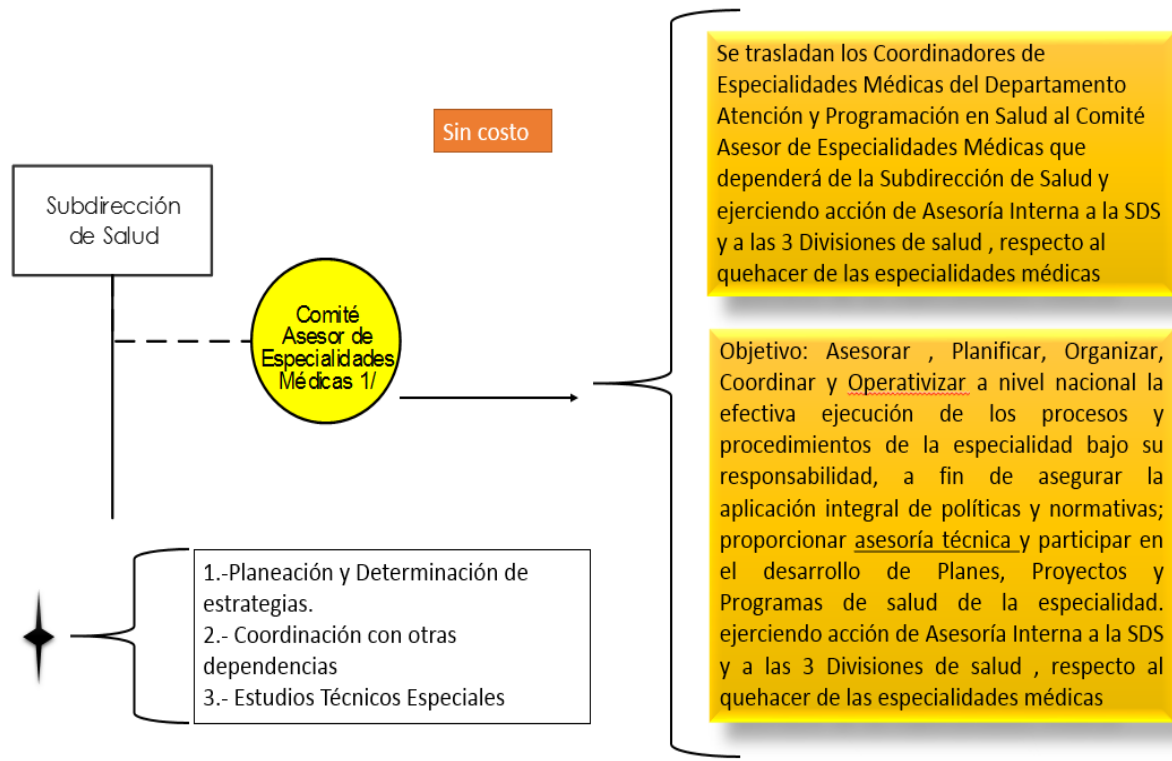 Sin costo
Subdirección
de Salud
Comité
Asesor de
Especialidades
Médicas 1/
1.-Planeación y Determinación de
estrategias.
2.- Coordinación con otras
dependencias
3.- Estudios Técnicos Especiales
Se trasladan los Coordinadores de
Especialidades Médicas del Departamento
Atención y Programación en Salud al Comité
Asesor de Especialidades Médicas que
dependerá de la Subdirección de Salud y
ejerciendo acción de Asesoría Interna a la SDS
y a las 3 Divisiones de salud , respecto al
quehacer de las especialidades médicas
Objetivo: Asesorar , Planificar, Organizar,
Coordinar y Operativizar a nivel nacional la
efectiva ejecución de los procesos y
procedimientos de la especialidad bajo su
responsabilidad, a fin de asegurar la
aplicación integral de políticas y normativas;
proporcionar asesoría técnica y participar en
el desarrollo de Planes, Proyectos y
Programas de salud de la especialidad.
ejerciendo acción de Asesoría Interna a la SDS
y a las 3 Divisiones de salud , respecto al
quehacer de las especialidades médicas